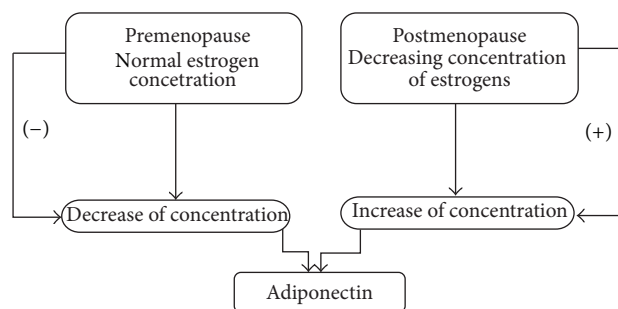 Premenopause
Normal estrogen
concetration
Postmenopause
Decreasing concentration
of estrogens
(−)
(+)
Decrease of concentration
Increase of concentration
Adiponectin